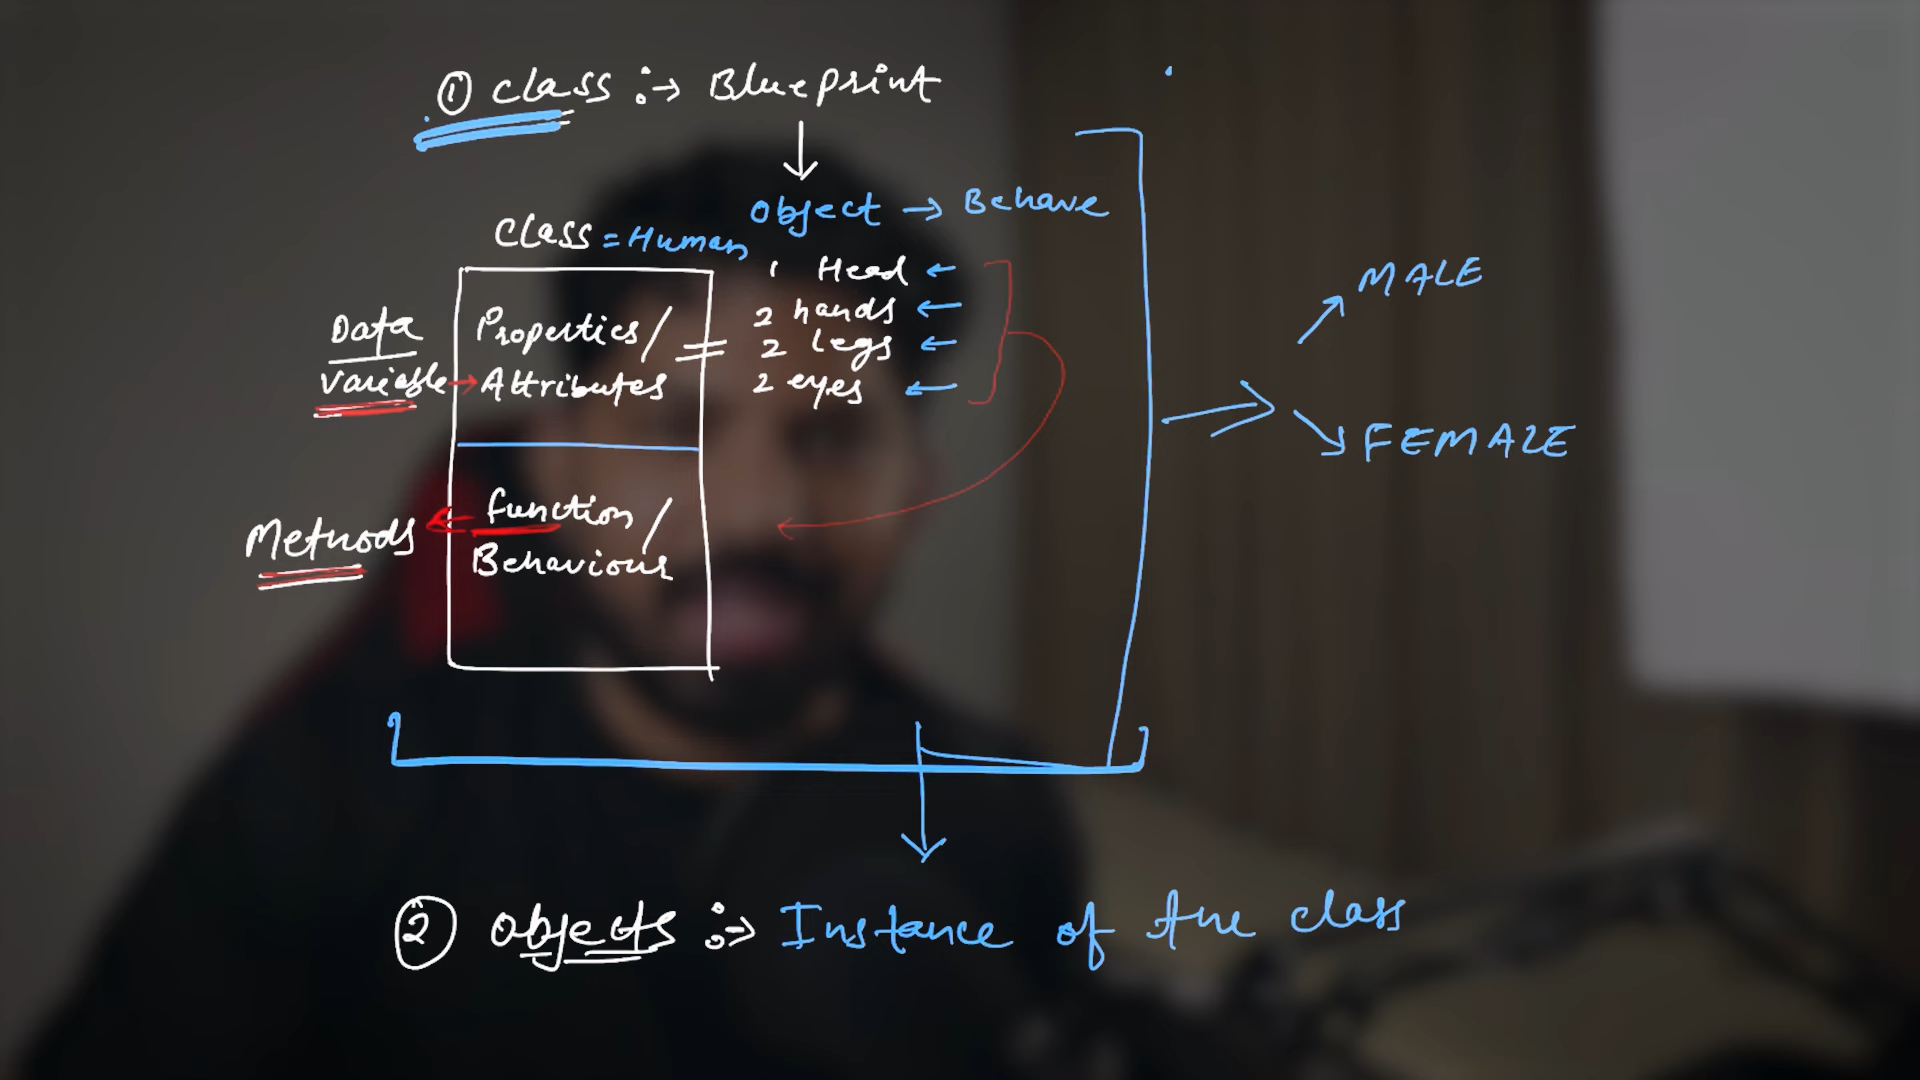 ① class :→ Blueprint
object → Behave
class = Human
1 Head ←
2 hands ←
2 legs ←
2 eyes ←
Data
Variable → 
Properties/
Attributes
Methods ←
function/
Behaviour
MALE
FEMALE
② objects :→ Instance of the class